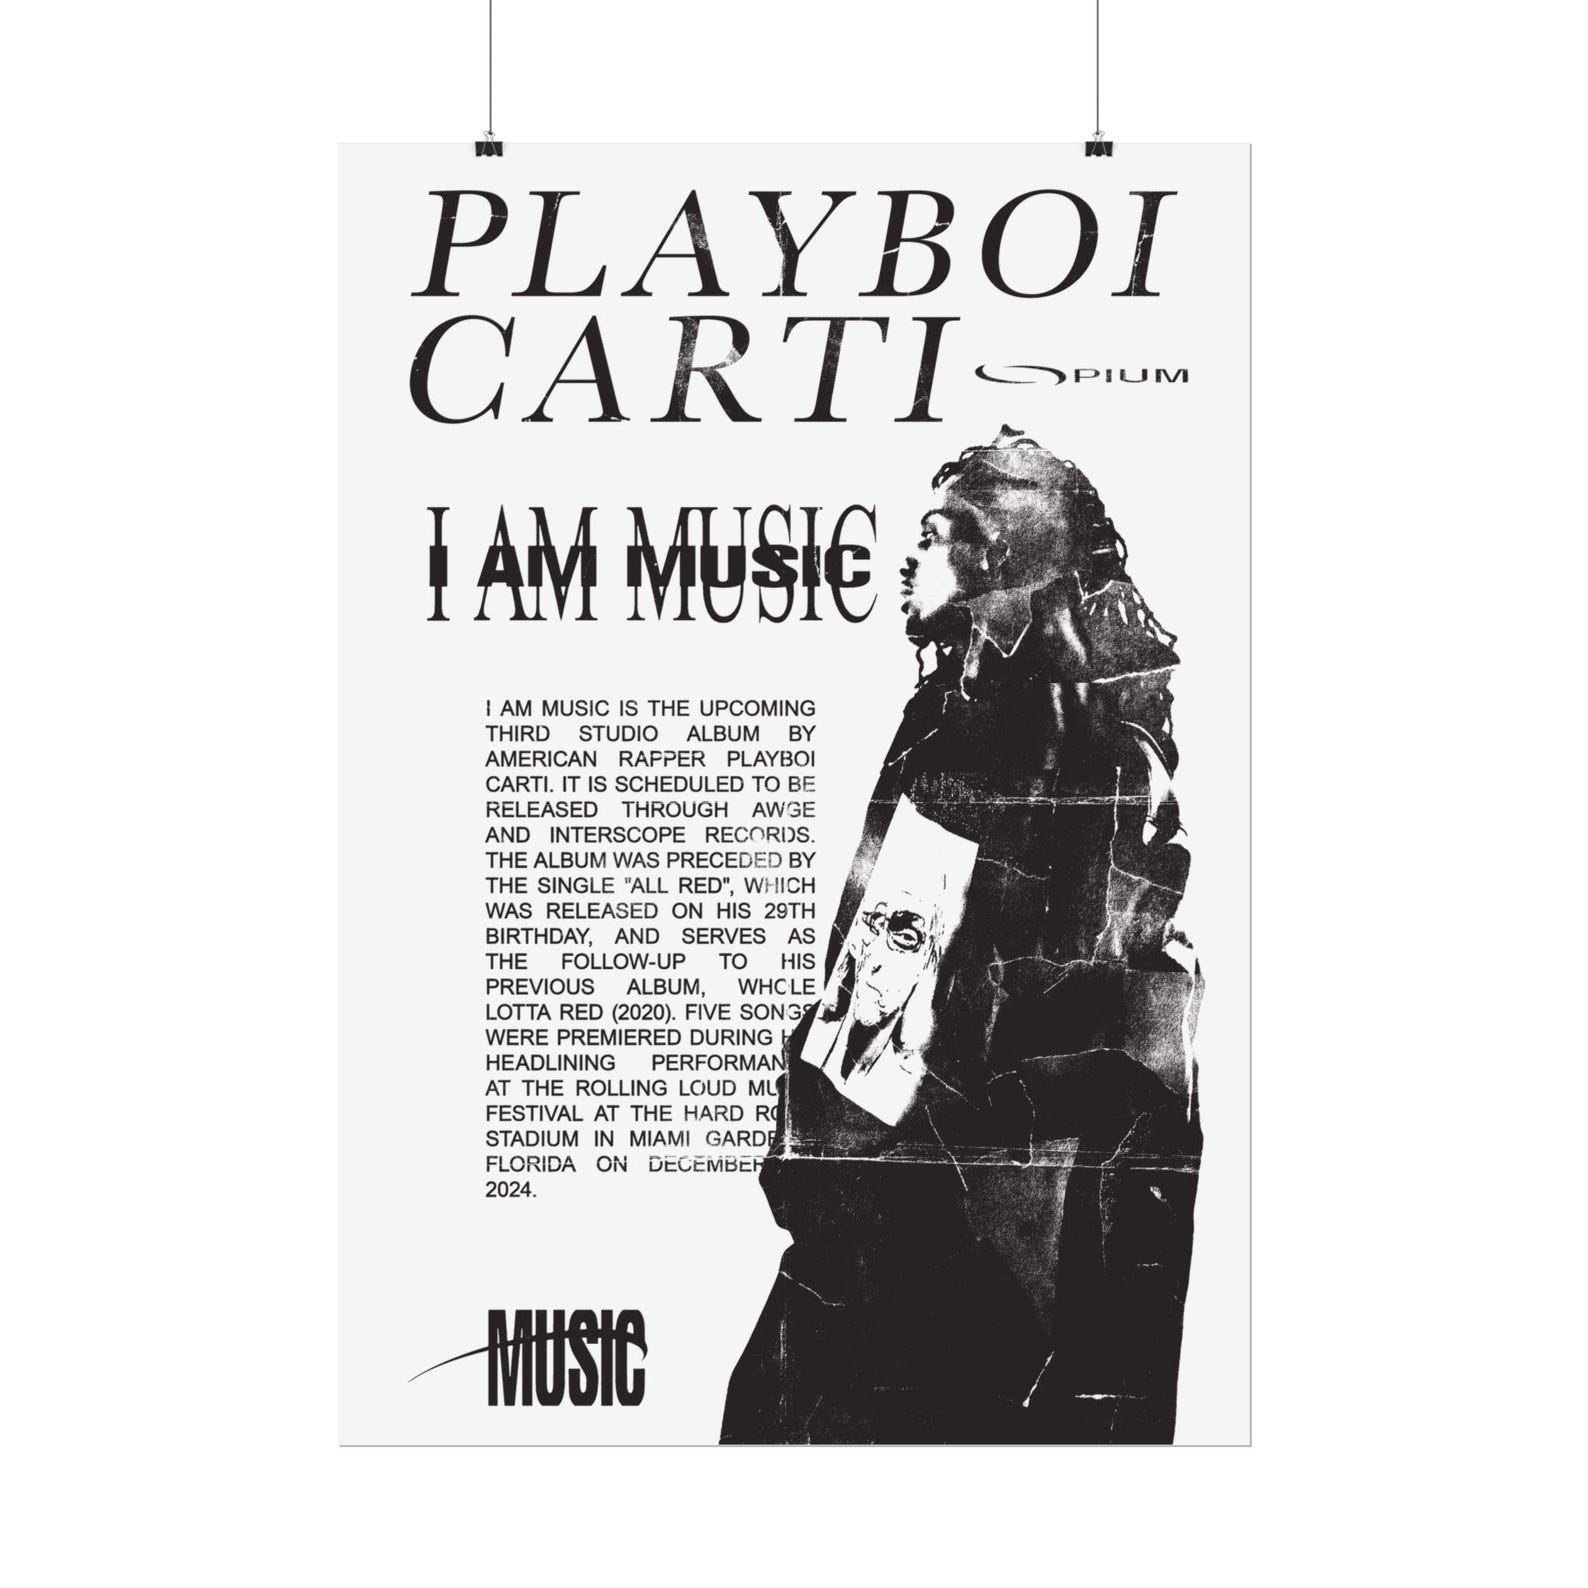 PLAYBOI
CARTI
OPIUM
I AM MUSIC
I AM MUSIC
I AM MUSIC IS THE UPCOMING
THIRD STUDIO ALBUM BY
AMERICAN RAPPER PLAYBOI
CARTI. IT IS SCHEDULED TO BE
RELEASED THROUGH AWGE
AND INTERSCOPE RECORDS.
THE ALBUM WAS PRECEDED BY
THE SINGLE "ALL RED", WHICH
WAS RELEASED ON HIS 29TH
BIRTHDAY, AND SERVES AS
THE FOLLOW-UP TO HIS
PREVIOUS ALBUM, WHOLE
LOTTA RED (2020). FIVE SONGS
WERE PREMIERED DURING
HEADLINING
AT THE ROLLING LOUD
FESTIVAL AT THE HARD
STADIUM IN MIAMI
FLORIDA ON DECEMBER
2024.
MUSIC